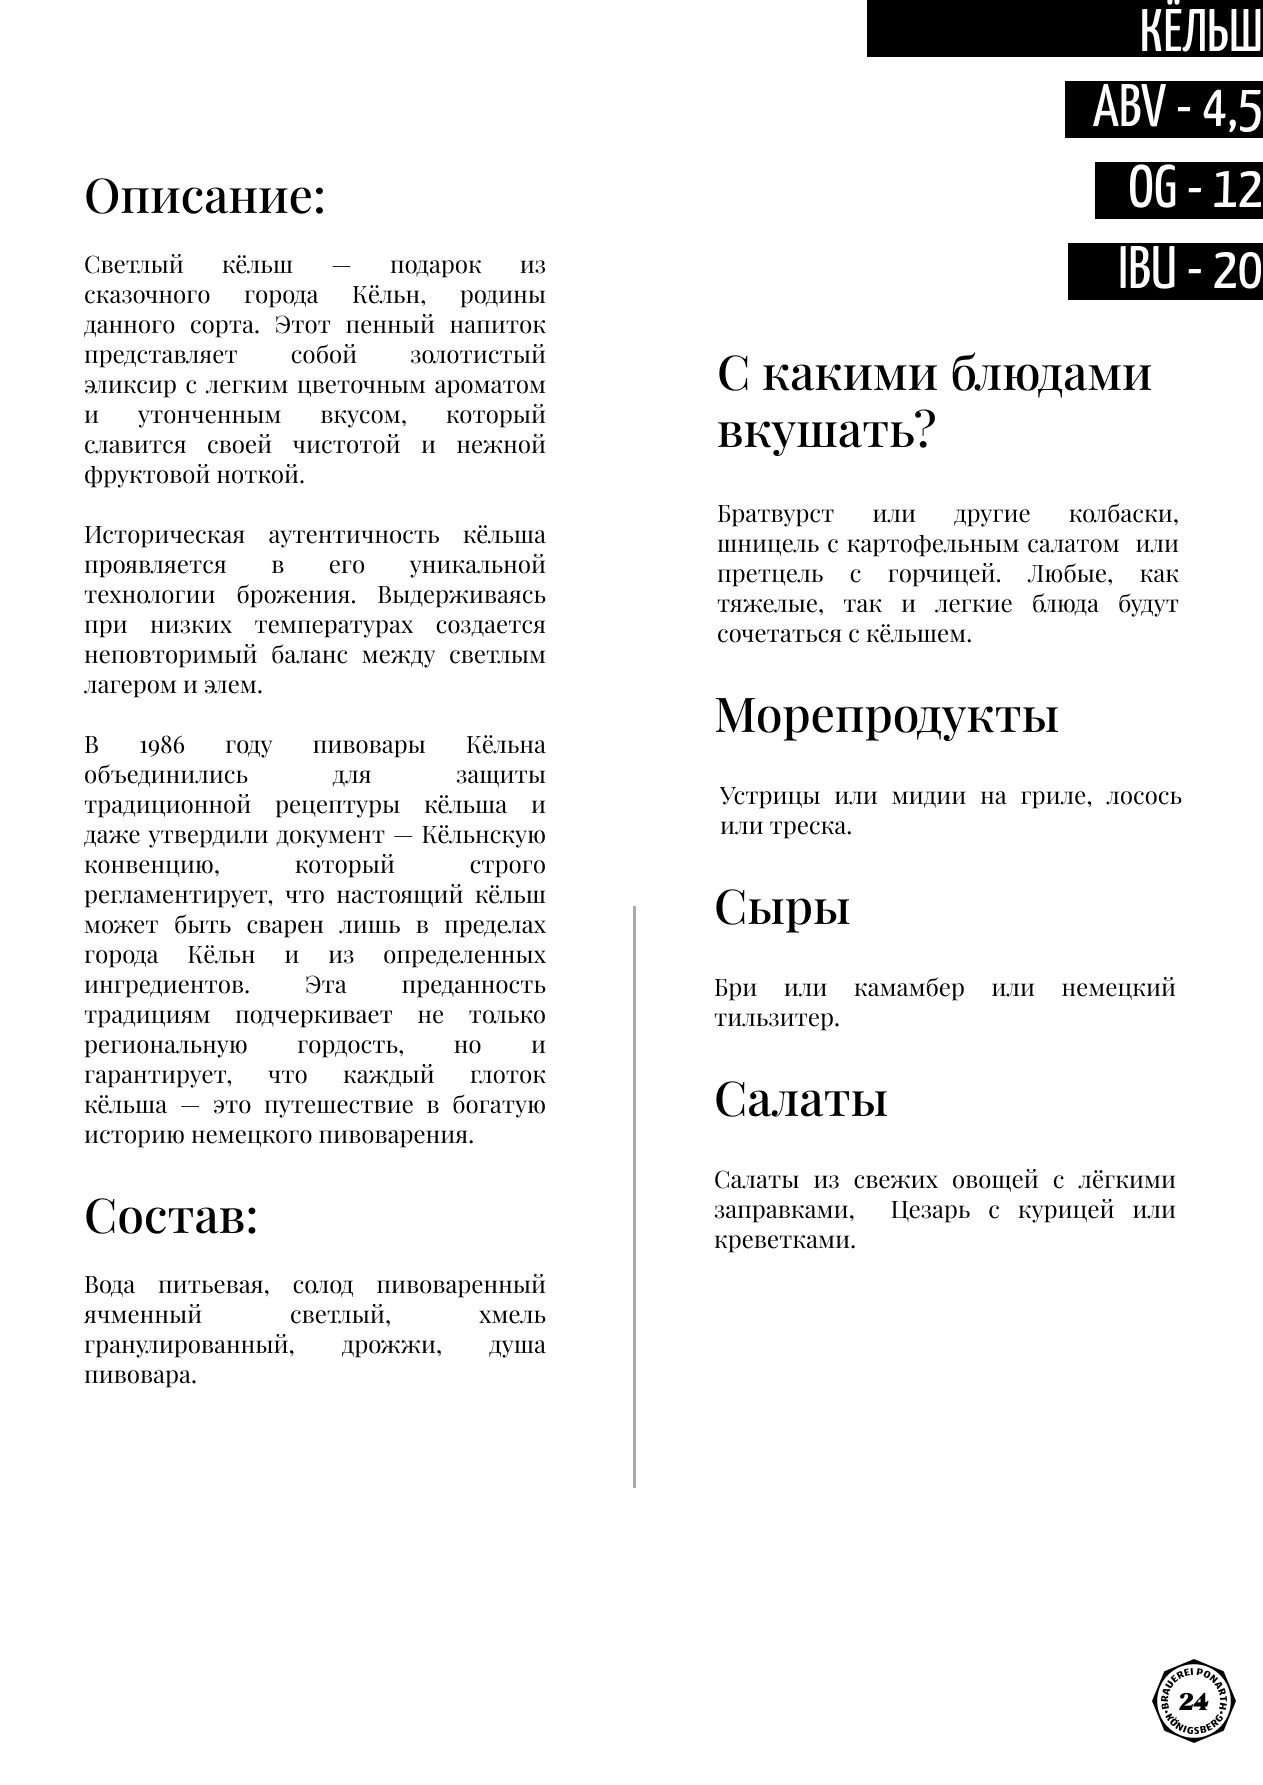 КЁЛЬШ
ABV - 4,5
OG - 12
IBU - 20
Описание:
Светлый кёльш — подарок из
сказочного города Кёльн, родины
данного сорта. Этот пенный напиток
представляет собой золотистый
эликсир с легким цветочным ароматом
и утонченным вкусом, который
славится своей чистотой и нежной
фруктовой ноткой.
Историческая аутентичность кёльша
проявляется в его уникальной
технологии брожения. Выдерживаясь
при низких температурах создается
неповторимый баланс между светлым
лагером и элем.
В 1986 году пивовары Кёльна
объединились для защиты
традиционной рецептуры кёльша и
даже утвердили документ — Кёльнскую
конвенцию, который строго
регламентирует, что настоящий кёльш
может быть сварен лишь в пределах
города Кёльн и из определенных
ингредиентов. Эта преданность
традициям подчеркивает не только
региональную гордость, но и
гарантирует, что каждый глоток
кёльша — это путешествие в богатую
историю немецкого пивоварения.
Состав:
Вода питьевая, солод пивоваренный
ячменный светлый, хмель
гранулированный, дрожжи, душа
пивовара.
С какими блюдами
вкушать?
Братвурст или другие колбаски,
шницель с картофельным салатом или
претцель с горчицей. Любые, как
тяжелые, так и легкие блюда будут
сочетаться с кёльшем.
Морепродукты
Устрицы или мидии на гриле, лосось
или треска.
Сыры
Бри или камамбер или немецкий
тильзитер.
Салаты
Салаты из свежих овощей с лёгкими
заправками, Цезарь с курицей или
креветками.
BRAUEREI PONARTH
24
KÖNIGSBERG